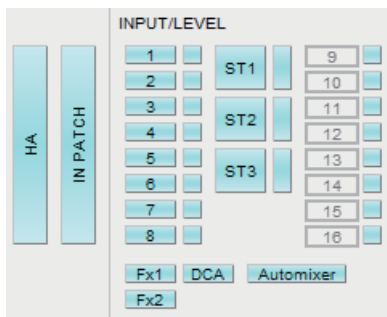 INPUT/LEVEL
HA
IN PATCH
1
2
3
4
5
6
7
8
ST1
ST2
ST3
9
10
11
12
13
14
15
16
Fx1 DCA Automixer
Fx2